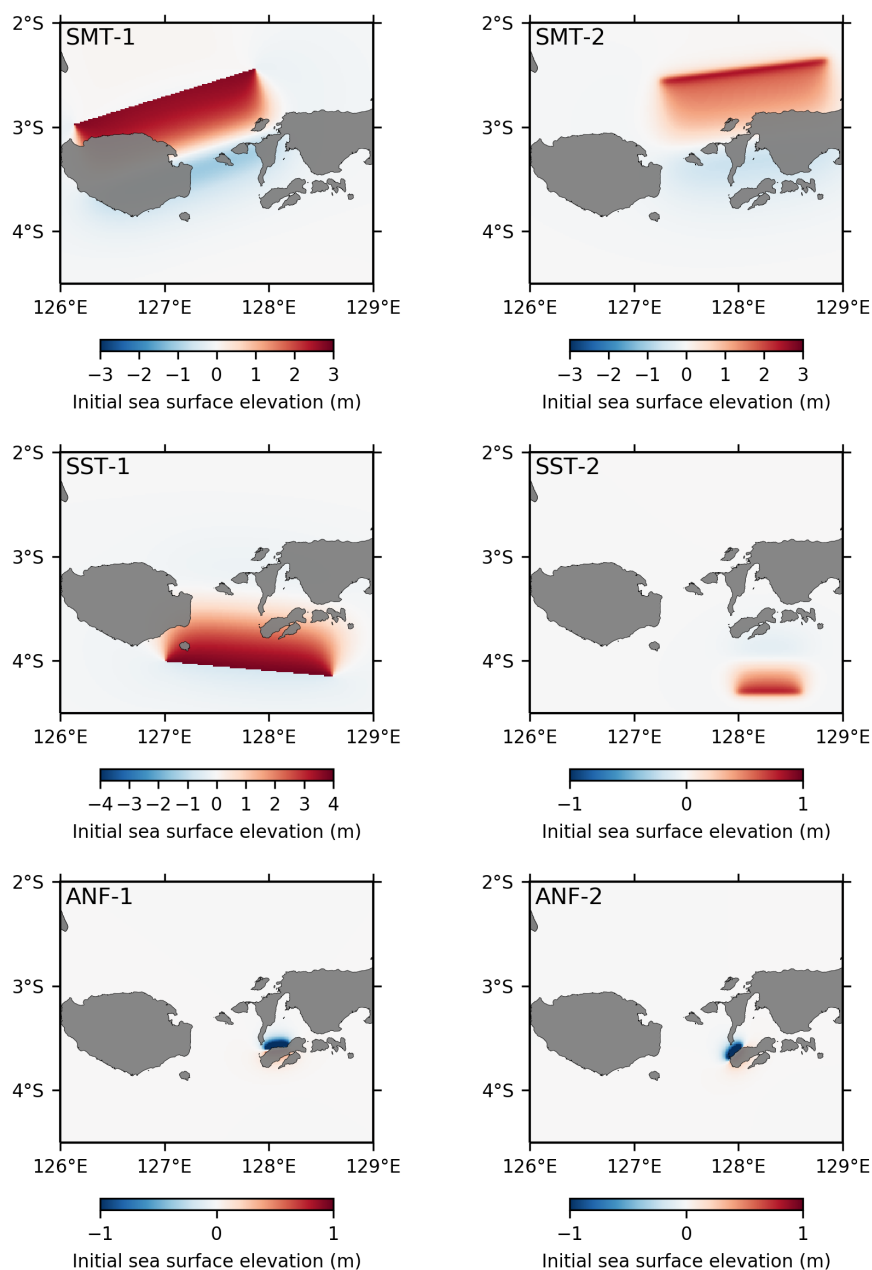 2°S 2°S
SMT-1 SMT-2
3°S 3°S
4°S 4°S
126°E 127°E 128°E 129°E 126°E 127°E 128°E 129°E
−3 −2 −1 0 1 2 3 −3 −2 −1 0 1 2 3
Initial sea surface elevation (m) Initial sea surface elevation (m)
2°S 2°S
SST-1 SST-2
3°S 3°S
4°S 4°S
126°E 127°E 128°E 129°E 126°E 127°E 128°E 129°E
−4 −3 −2 −1 0 1 2 3 4 −1 0 1
Initial sea surface elevation (m) Initial sea surface elevation (m)
2°S 2°S
ANF-1 ANF-2
3°S 3°S
4°S 4°S
126°E 127°E 128°E 129°E 126°E 127°E 128°E 129°E
−1 0 1 −1 0 1
Initial sea surface elevation (m) Initial sea surface elevation (m)